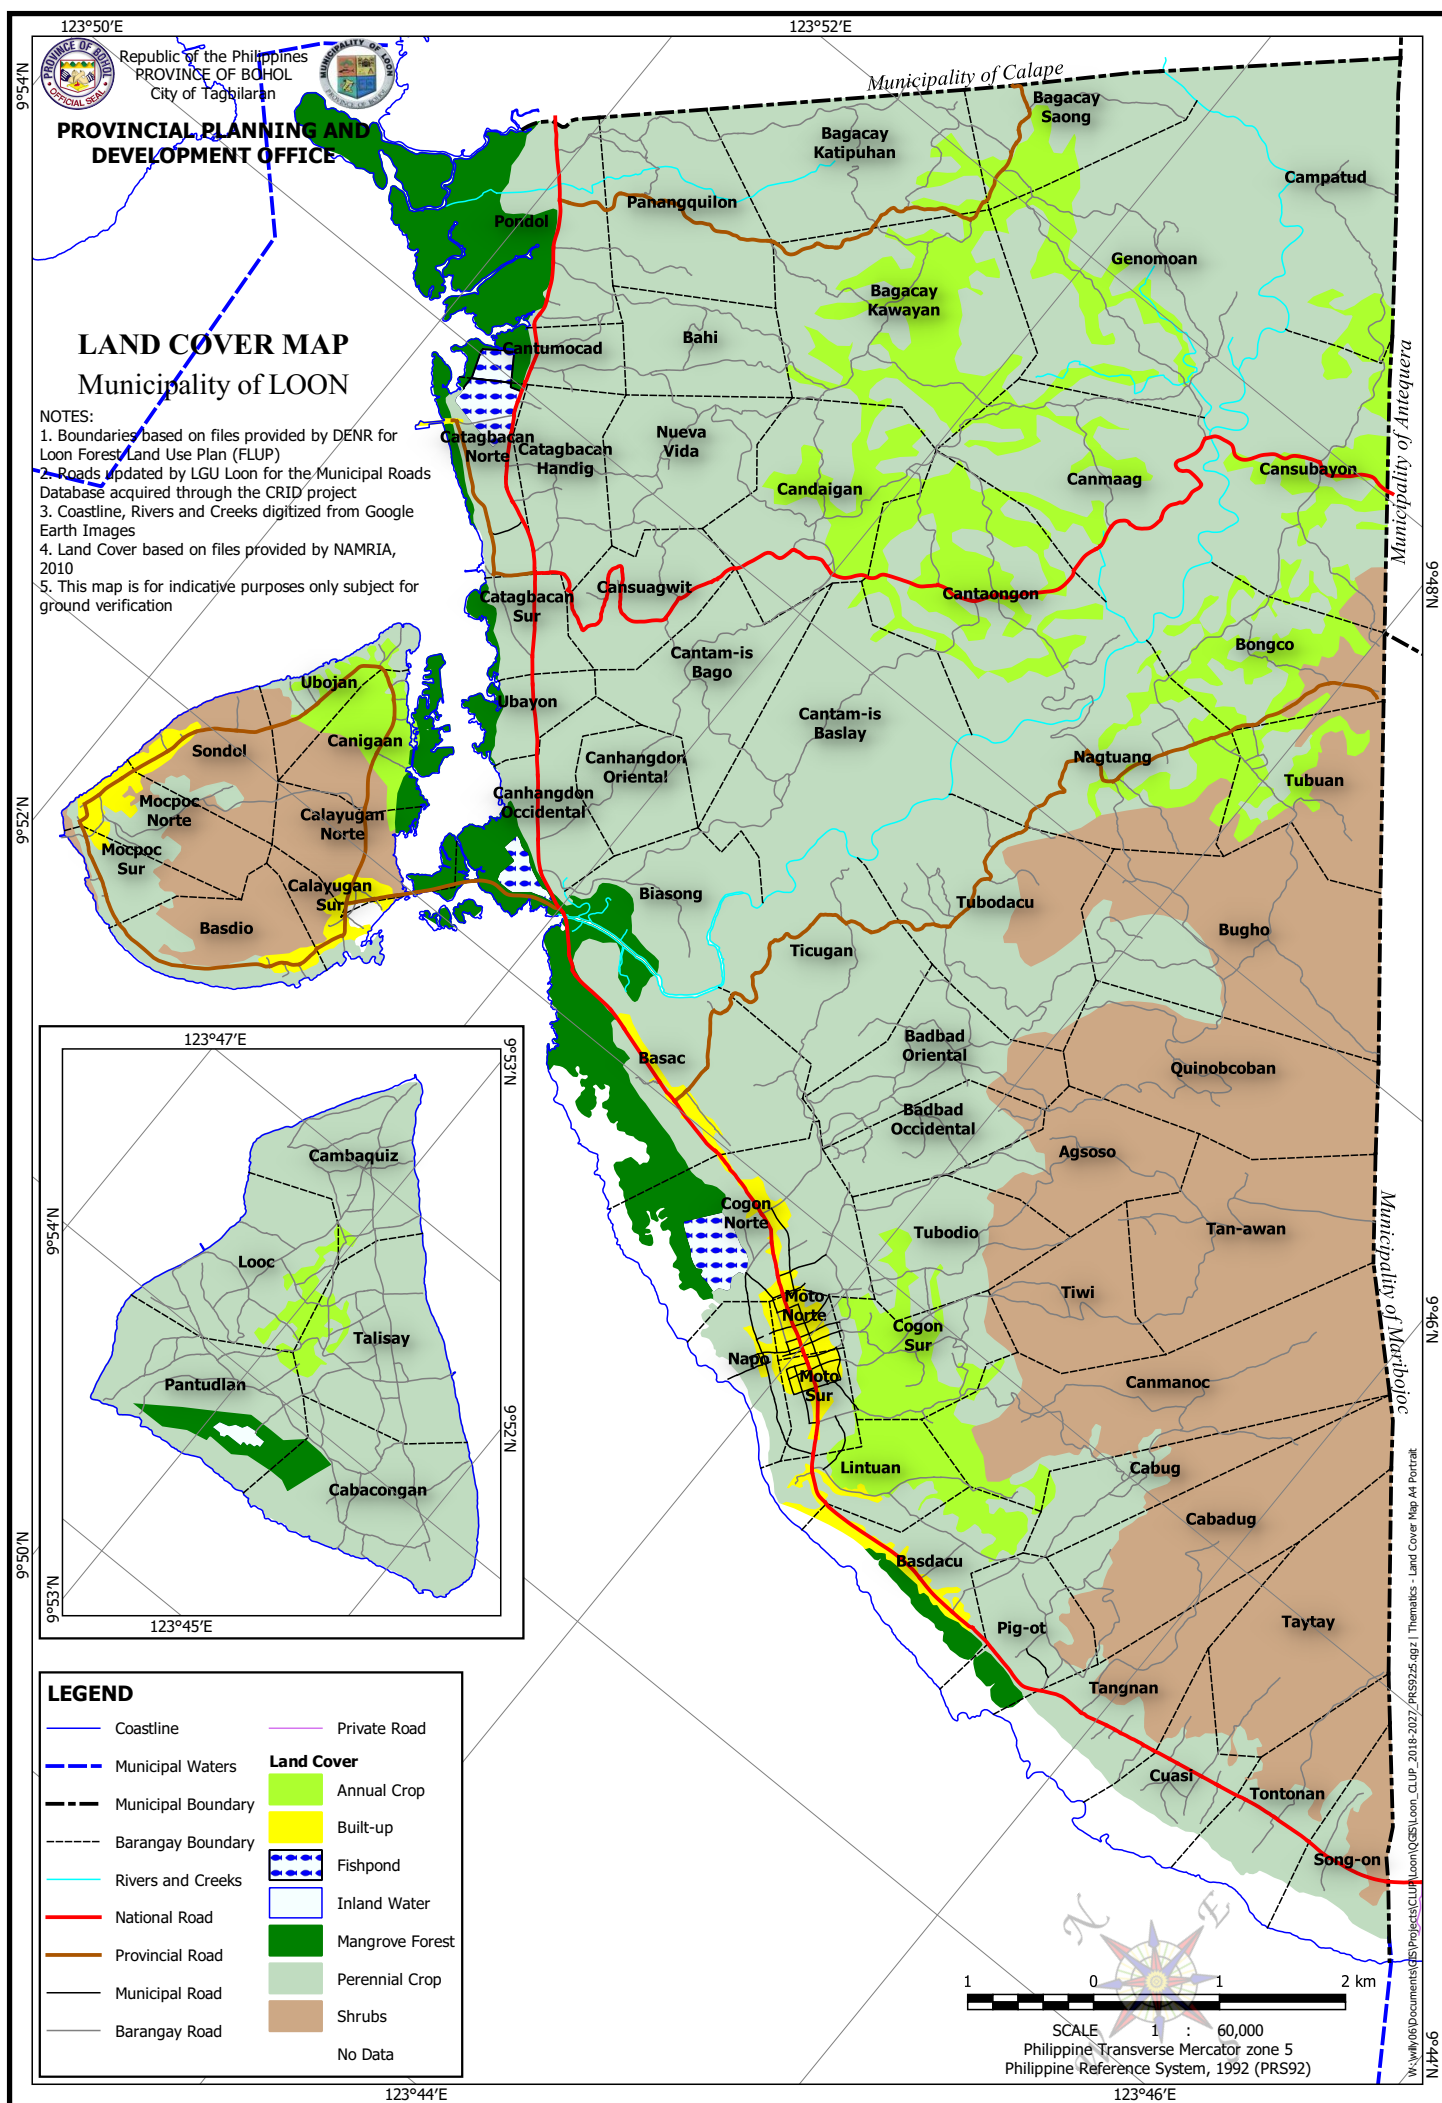 123°50′E
123°52′E
9°54′N
PROVINCE OF BOHOL
OFFICIAL SEAL
Republic of the Philippines
PROVINCE OF BOHOL
City of Tagbilaran
MUNICIPALITY OF LOON
PROVINCE OF BOHOL
PROVINCIAL PLANNING AND
DEVELOPMENT OFFICE
LAND COVER MAP
Municipality of LOON
NOTES:
1. Boundaries based on files provided by DENR for
Loon Forest Land Use Plan (FLUP)
2. Roads updated by LGU Loon for the Municipal Roads
Database acquired through the CRID project
3. Coastline, Rivers and Creeks digitized from Google
Earth Images
4. Land Cover based on files provided by NAMRIA,
2010
5. This map is for indicative purposes only subject for
ground verification
Municipality of Calape
Bagacay
Saong
Bagacay
Katipuhan
Campatud
Panangquilon
Pondol
Genomoan
Bagacay
Kawayan
Bahi
Cantumocad
Municipality of Antequera
Catagbacan
Norte
Catagbacan
Handig
Nueva
Vida
Candaigan
Canmaag
Cansubayon
Cansuagwit
Catagbacan
Sur
Cantaongon
9°48′N
Bongco
Cantam-is
Bago
Ubojan
Ubayon
Cantam-is
Baslay
Sondol
Canigaan
Canhangdon
Oriental
Nagtuang
Tubuan
Canhangdon
Occidental
Mocpoc
Norte
Calayugan
Norte
9°52′N
Mocpoc
Sur
Calayugan
Sur
Biasong
Tubodacu
Basdio
Bugho
Ticugan
Badbad
Oriental
Basac
Quinobcoban
Badbad
Occidental
Agsoso
Cogon
Norte
Tubodio
Tan-awan
Municipality of Maribojoc
Tiwi
Moto
Norte
Cogon
Sur
9°46′N
Napo
Moto
Sur
Canmanoc
Lintuan
Cabug
Cabadug
Basdacu
Pig-ot
Taytay
Tangnan
Cuasi
Tontonan
Song-on
123°47′E
9°53′N
Cambaquiz
9°54′N
Looc
Talisay
Pantudlan
9°52′N
Cabacongan
9°53′N
123°45′E
9°50′N
LEGEND
Coastline
Municipal Waters
Municipal Boundary
Barangay Boundary
Rivers and Creeks
National Road
Provincial Road
Municipal Road
Barangay Road
Private Road
Land Cover
Annual Crop
Built-up
Fishpond
Inland Water
Mangrove Forest
Perennial Crop
Shrubs
No Data
N
E
W
S
1 0 1 2 km
SCALE 1 : 60,000
Philippine Transverse Mercator zone 5
Philippine Reference System, 1992 (PRS92)
9°44′N
123°44′E
123°46′E